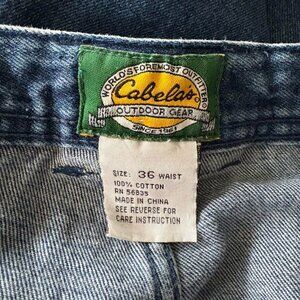 WORLD'S FOREMOST OUTFITTERS
Cabela's
OUTDOOR GEAR
SINCE 1961
SIZE: 36 WAIST
100% COTTON
RN 56835
MADE IN CHINA
SEE REVERSE FOR
CARE INSTRUCTION